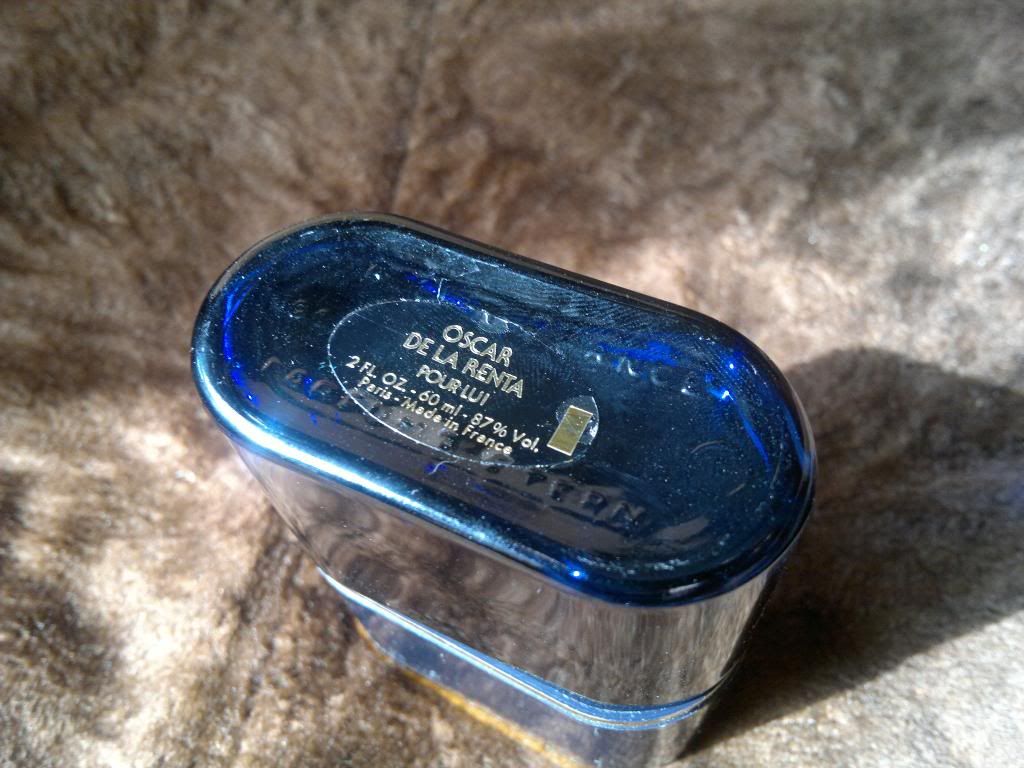 OSCAR
DE LA RENTA
POUR LUI
2 FL. OZ. - 60 ml - 87% Vol.
Paris - Made in France